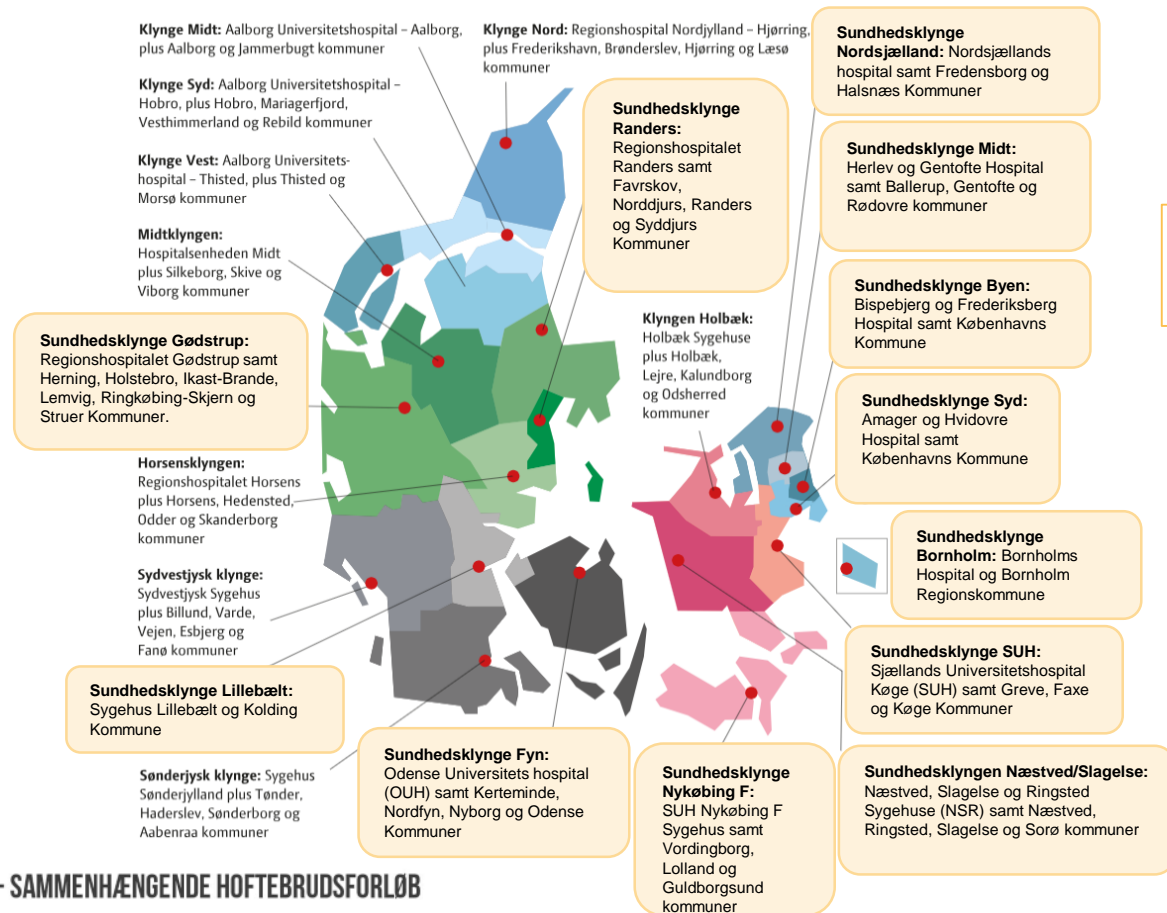 Klynge Midt: Aalborg Universitetshospital – Aalborg,
plus Aalborg og Jammerbugt kommuner
Klynge Nord: Regionshospital Nordjylland – Hjørring,
plus Frederikshavn, Brønderslev, Hjørring og Læsø
kommuner
Sundhedsklynge
Nordsjælland: Nordsjællands
hospital samt Fredensborg og
Halsnæs Kommuner
Klynge Syd: Aalborg Universitetshospital –
Hobro, plus Hobro, Mariagerfjord,
Vesthimmerland og Rebild kommuner
Sundhedsklynge
Randers:
Regionshospitalet
Randers samt
Favrskov,
Norddjurs, Randers
og Syddjurs
Kommuner
Sundhedsklynge Midt:
Herlev og Gentofte Hospital
samt Ballerup, Gentofte og
Rødovre kommuner
Klynge Vest: Aalborg Universitets-
hospital – Thisted, plus Thisted og
Morsø kommuner
Midtklyngen:
Hospitalsenheden Midt
plus Silkeborg, Skive og
Viborg kommuner
Sundhedsklynge Byen:
Bispebjerg og Frederiksberg
Hospital samt Københavns
Kommune
Klyngen Holbæk:
Holbæk Sygehuse
plus Holbæk,
Lejre, Kalundborg
og Odsherred
kommuner
Sundhedsklynge Gødstrup:
Regionshospitalet Gødstrup samt
Herning, Holstebro, Ikast-Brande,
Lemvig, Ringkøbing-Skjern og
Struer Kommuner.
Sundhedsklynge Syd:
Amager og Hvidovre
Hospital samt
Københavns Kommune
Horsensklyngen:
Regionshospitalet Horsens
plus Horsens, Hedensted,
Odder og Skanderborg
kommuner
Sundhedsklynge
Bornholm: Bornholms
Hospital og Bornholm
Regionskommune
Sydvestjysk klynge:
Sydvestjysk Sygehus
plus Billund, Varde,
Vejen, Esbjerg og
Fanø kommuner
Sundhedsklynge SUH:
Sjællands Universitetshospital
Køge (SUH) samt Greve, Faxe
og Køge Kommuner
Sundhedsklynge Lillebælt:
Sygehus Lillebælt og Kolding
Kommune
Sundhedsklynge Fyn:
Odense Universitets hospital
(OUH) samt Kerteminde,
Nordfyn, Nyborg og Odense
Kommuner
Sundhedsklynge
Nykøbing F:
SUH Nykøbing F
Sygehus samt
Vordingborg,
Lolland og
Guldborgsund
kommuner
Sundhedsklyngen Næstved/Slagelse:
Næstved, Slagelse og Ringsted
Sygehuse (NSR) samt Næstved,
Ringsted, Slagelse og Sorø kommuner
Sønderjysk klynge: Sygehus
Sønderjylland plus Tønder,
Haderslev, Sønderborg og
Aabenraa kommuner
- SAMMENHÆNGENDE HOFTEBRUDSFORLØB